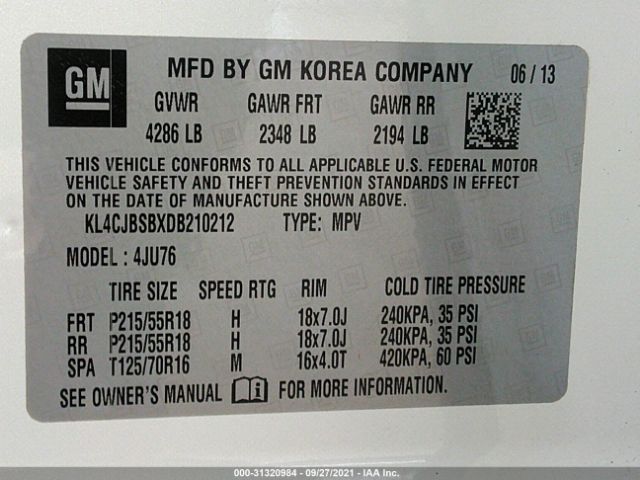 GM MFD BY GM KOREA COMPANY 06/13
GVWR GAWR FRT GAWR RR
4286 LB 2348 LB 2194 LB
THIS VEHICLE CONFORMS TO ALL APPLICABLE U.S. FEDERAL MOTOR
VEHICLE SAFETY AND THEFT PREVENTION STANDARDS IN EFFECT
ON THE DATE OF MANUFACTURE SHOWN ABOVE.
KL4CJBSBXDB210212 TYPE: MPV
MODEL: 4JU76
TIRE SIZE SPEED RTG RIM COLD TIRE PRESSURE
FRT P215/55R18 H 18x7.0J 240KPA, 35 PSI
RR P215/55R18 H 18x7.0J 240KPA, 35 PSI
SPA T125/70R16 M 16x4.0T 420KPA, 60 PSI
SEE OWNER'S MANUAL FOR MORE INFORMATION.
000-31320984 - 09/27/2021 - IAA Inc.